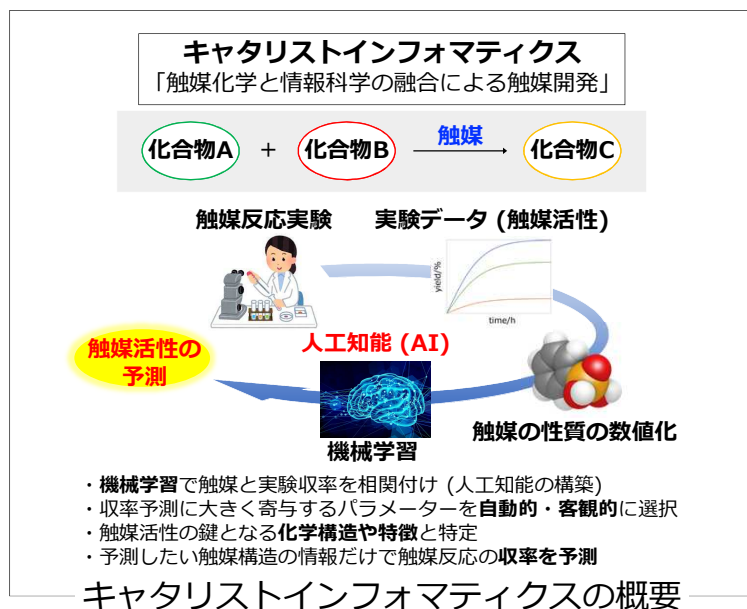 キャタリストインフォマティクス
「触媒化学と情報科学の融合による触媒開発」
化合物A + 化合物B 触媒 化合物C
触媒反応実験 実験データ (触媒活性)
yield/%
time/h
触媒活性の
予測
人工知能 (AI)
機械学習
触媒の性質の数値化
・機械学習で触媒と実験収率を相関付け (人工知能の構築)
・収率予測に大きく寄与するパラメーターを自動的・客観的に選択
・触媒活性の鍵となる化学構造や特徴と特定
・予測したい触媒構造の情報だけで触媒反応の収率を予測
キャタリストインフォマティクスの概要